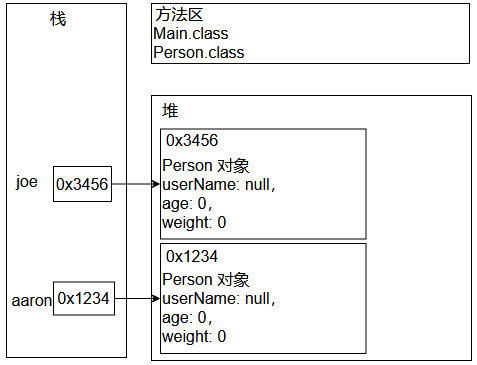 栈
方法区
Main.class
Person.class
堆
0x3456
Person 对象
userName: null，
age: 0，
weight: 0
joe
0x3456
0x1234
Person 对象
userName: null，
age: 0，
weight: 0
aaron
0x1234